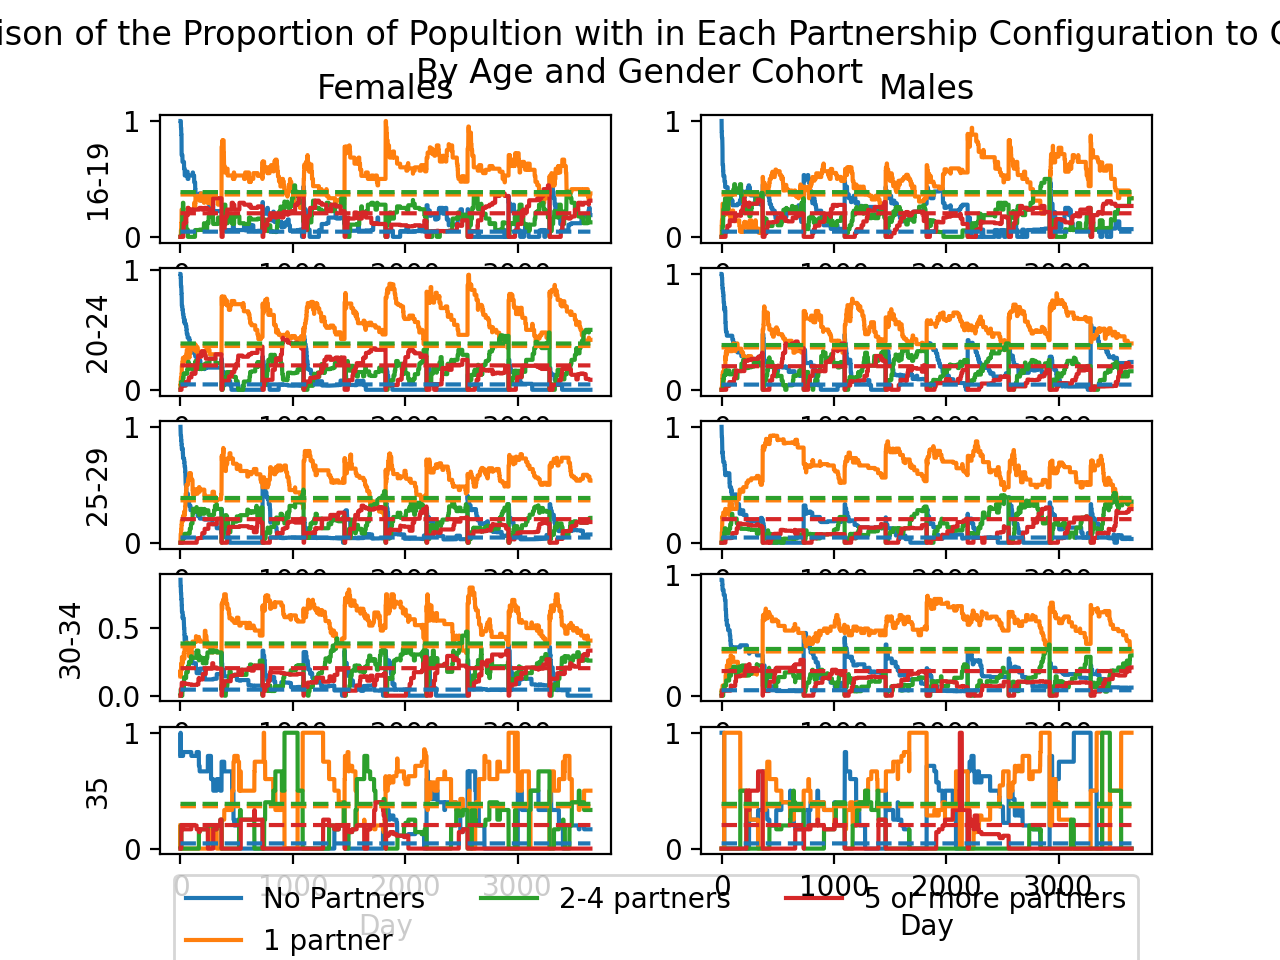 of the Proportion of Popultion with in Each Partnership Configuration to
By Age and Gender Cohort
Females
Males
1
0
16-19
1
0
1
0
20-24
1
0
1
0
25-29
1
0
0.5
0.0
30-34
1
0
1
0
35
1
0
0 1000 2000 3000
0 1000 2000 3000
Day
Day
No Partners
2-4 partners
5 or more partners
1 partner